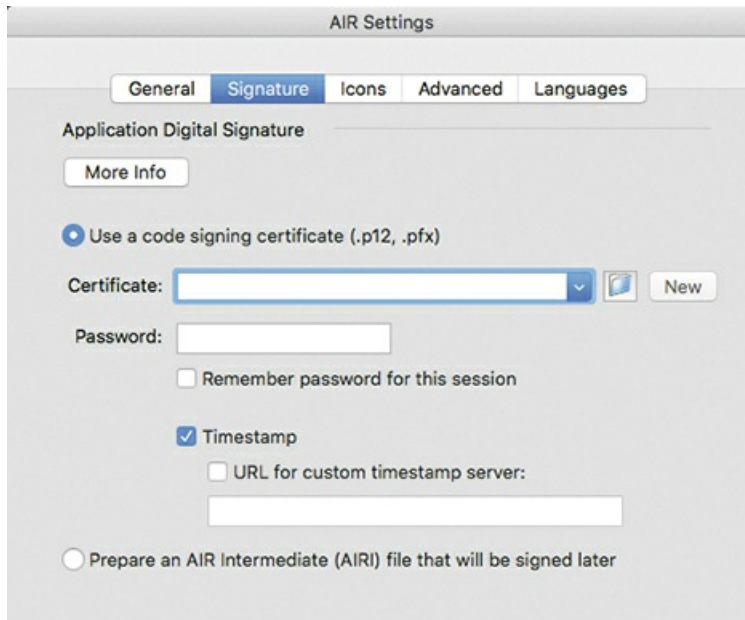 AIR Settings
General Signature Icons Advanced Languages
Application Digital Signature
More Info
Use a code signing certificate (.p12, .pfx)
Certificate: New
Password:
Remember password for this session
Timestamp
URL for custom timestamp server:
Prepare an AIR Intermediate (AIRI) file that will be signed later